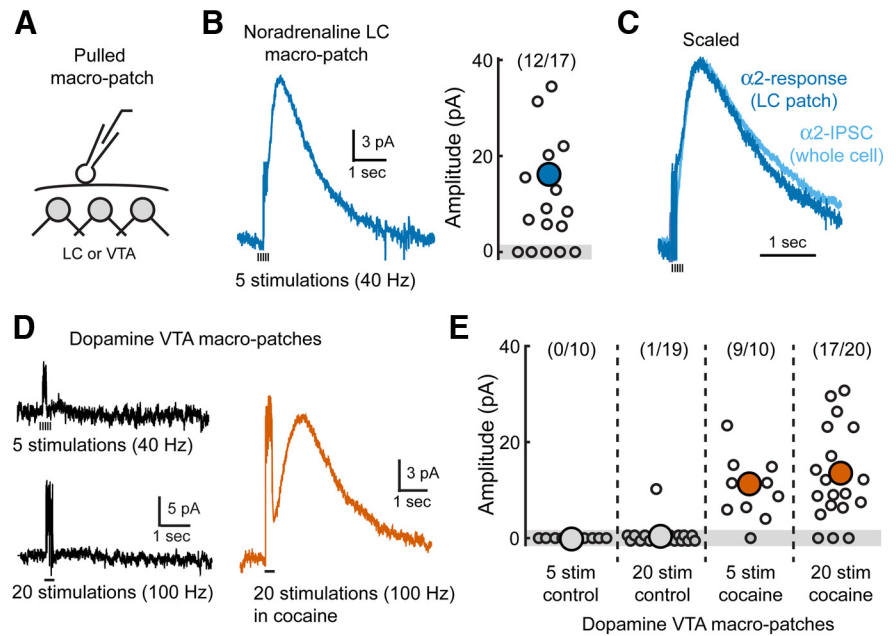 A
Pulled
macro-patch
LC or VTA
B
Noradrenaline LC
macro-patch
3 pA
1 sec
5 stimulations (40 Hz)
Amplitude (pA)
40
20
0
(12/17)
C
Scaled
α2-response
(LC patch)
α2-IPSC
(whole cell)
1 sec
D
Dopamine VTA macro-patches
5 stimulations (40 Hz)
5 pA
1 sec
20 stimulations (100 Hz)
3 pA
1 sec
20 stimulations (100 Hz)
in cocaine
E
Amplitude (pA)
40
20
0
(0/10)
(1/19)
(9/10)
(17/20)
5 stim
control
20 stim
control
5 stim
cocaine
20 stim
cocaine
Dopamine VTA macro-patches